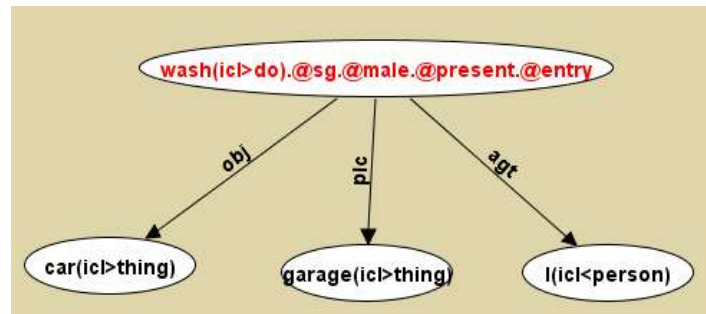 wash(icl>do).@sg.@male.@present.@entry
obj
plc
agt
car(icl>thing)
garage(icl>thing)
I(icl<person)